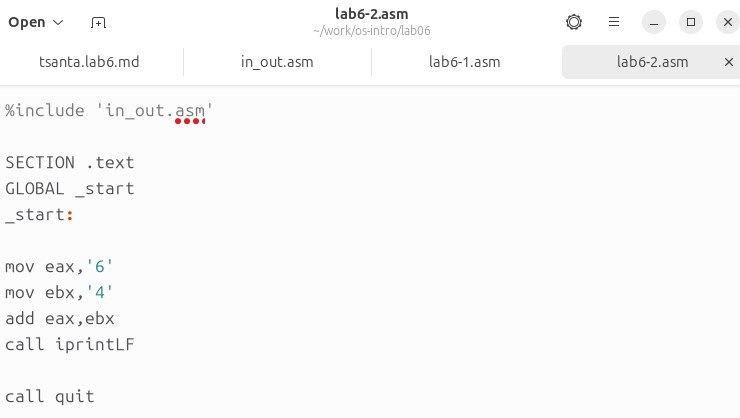 Open
lab6-2.asm
~/work/os-intro/lab06
tsanta.lab6.md
in_out.asm
lab6-1.asm
lab6-2.asm
%include 'in_out.asm'
SECTION .text
GLOBAL _start
_start:
mov eax,'6'
mov ebx,'4'
add eax,ebx
call iprintLF
call quit